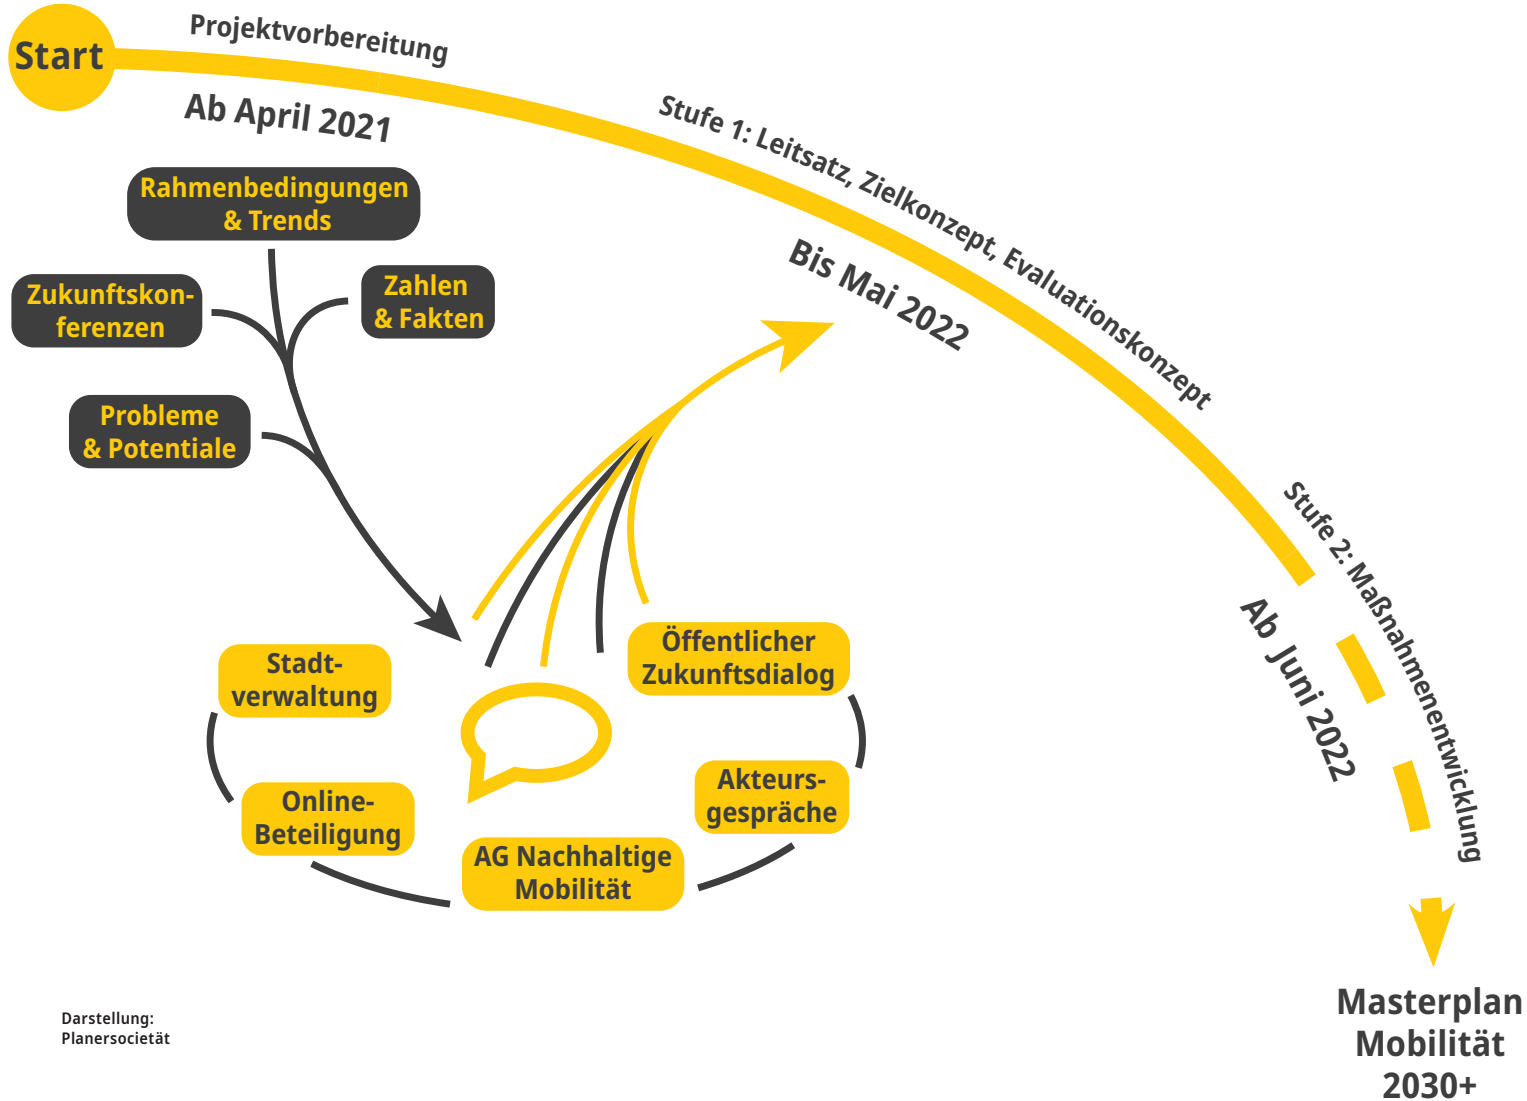 Start
Projektvorbereitung
Ab April 2021
Stufe 1: Leitsatz, Zielkonzept, Evaluationskonzept
Bis Mai 2022
Stufe 2: Maßnahmenentwicklung
Ab Juni 2022
Masterplan
Mobilität
2030+
Rahmenbedingungen
& Trends
Zukunftskon-
ferenzen
Zahlen
& Fakten
Probleme
& Potentiale
Stadt-
verwaltung
Online-
Beteiligung
AG Nachhaltige
Mobilität
Akteurs-
gespräche
Öffentlicher
Zukunftsdialog
Darstellung:
Planersocietät